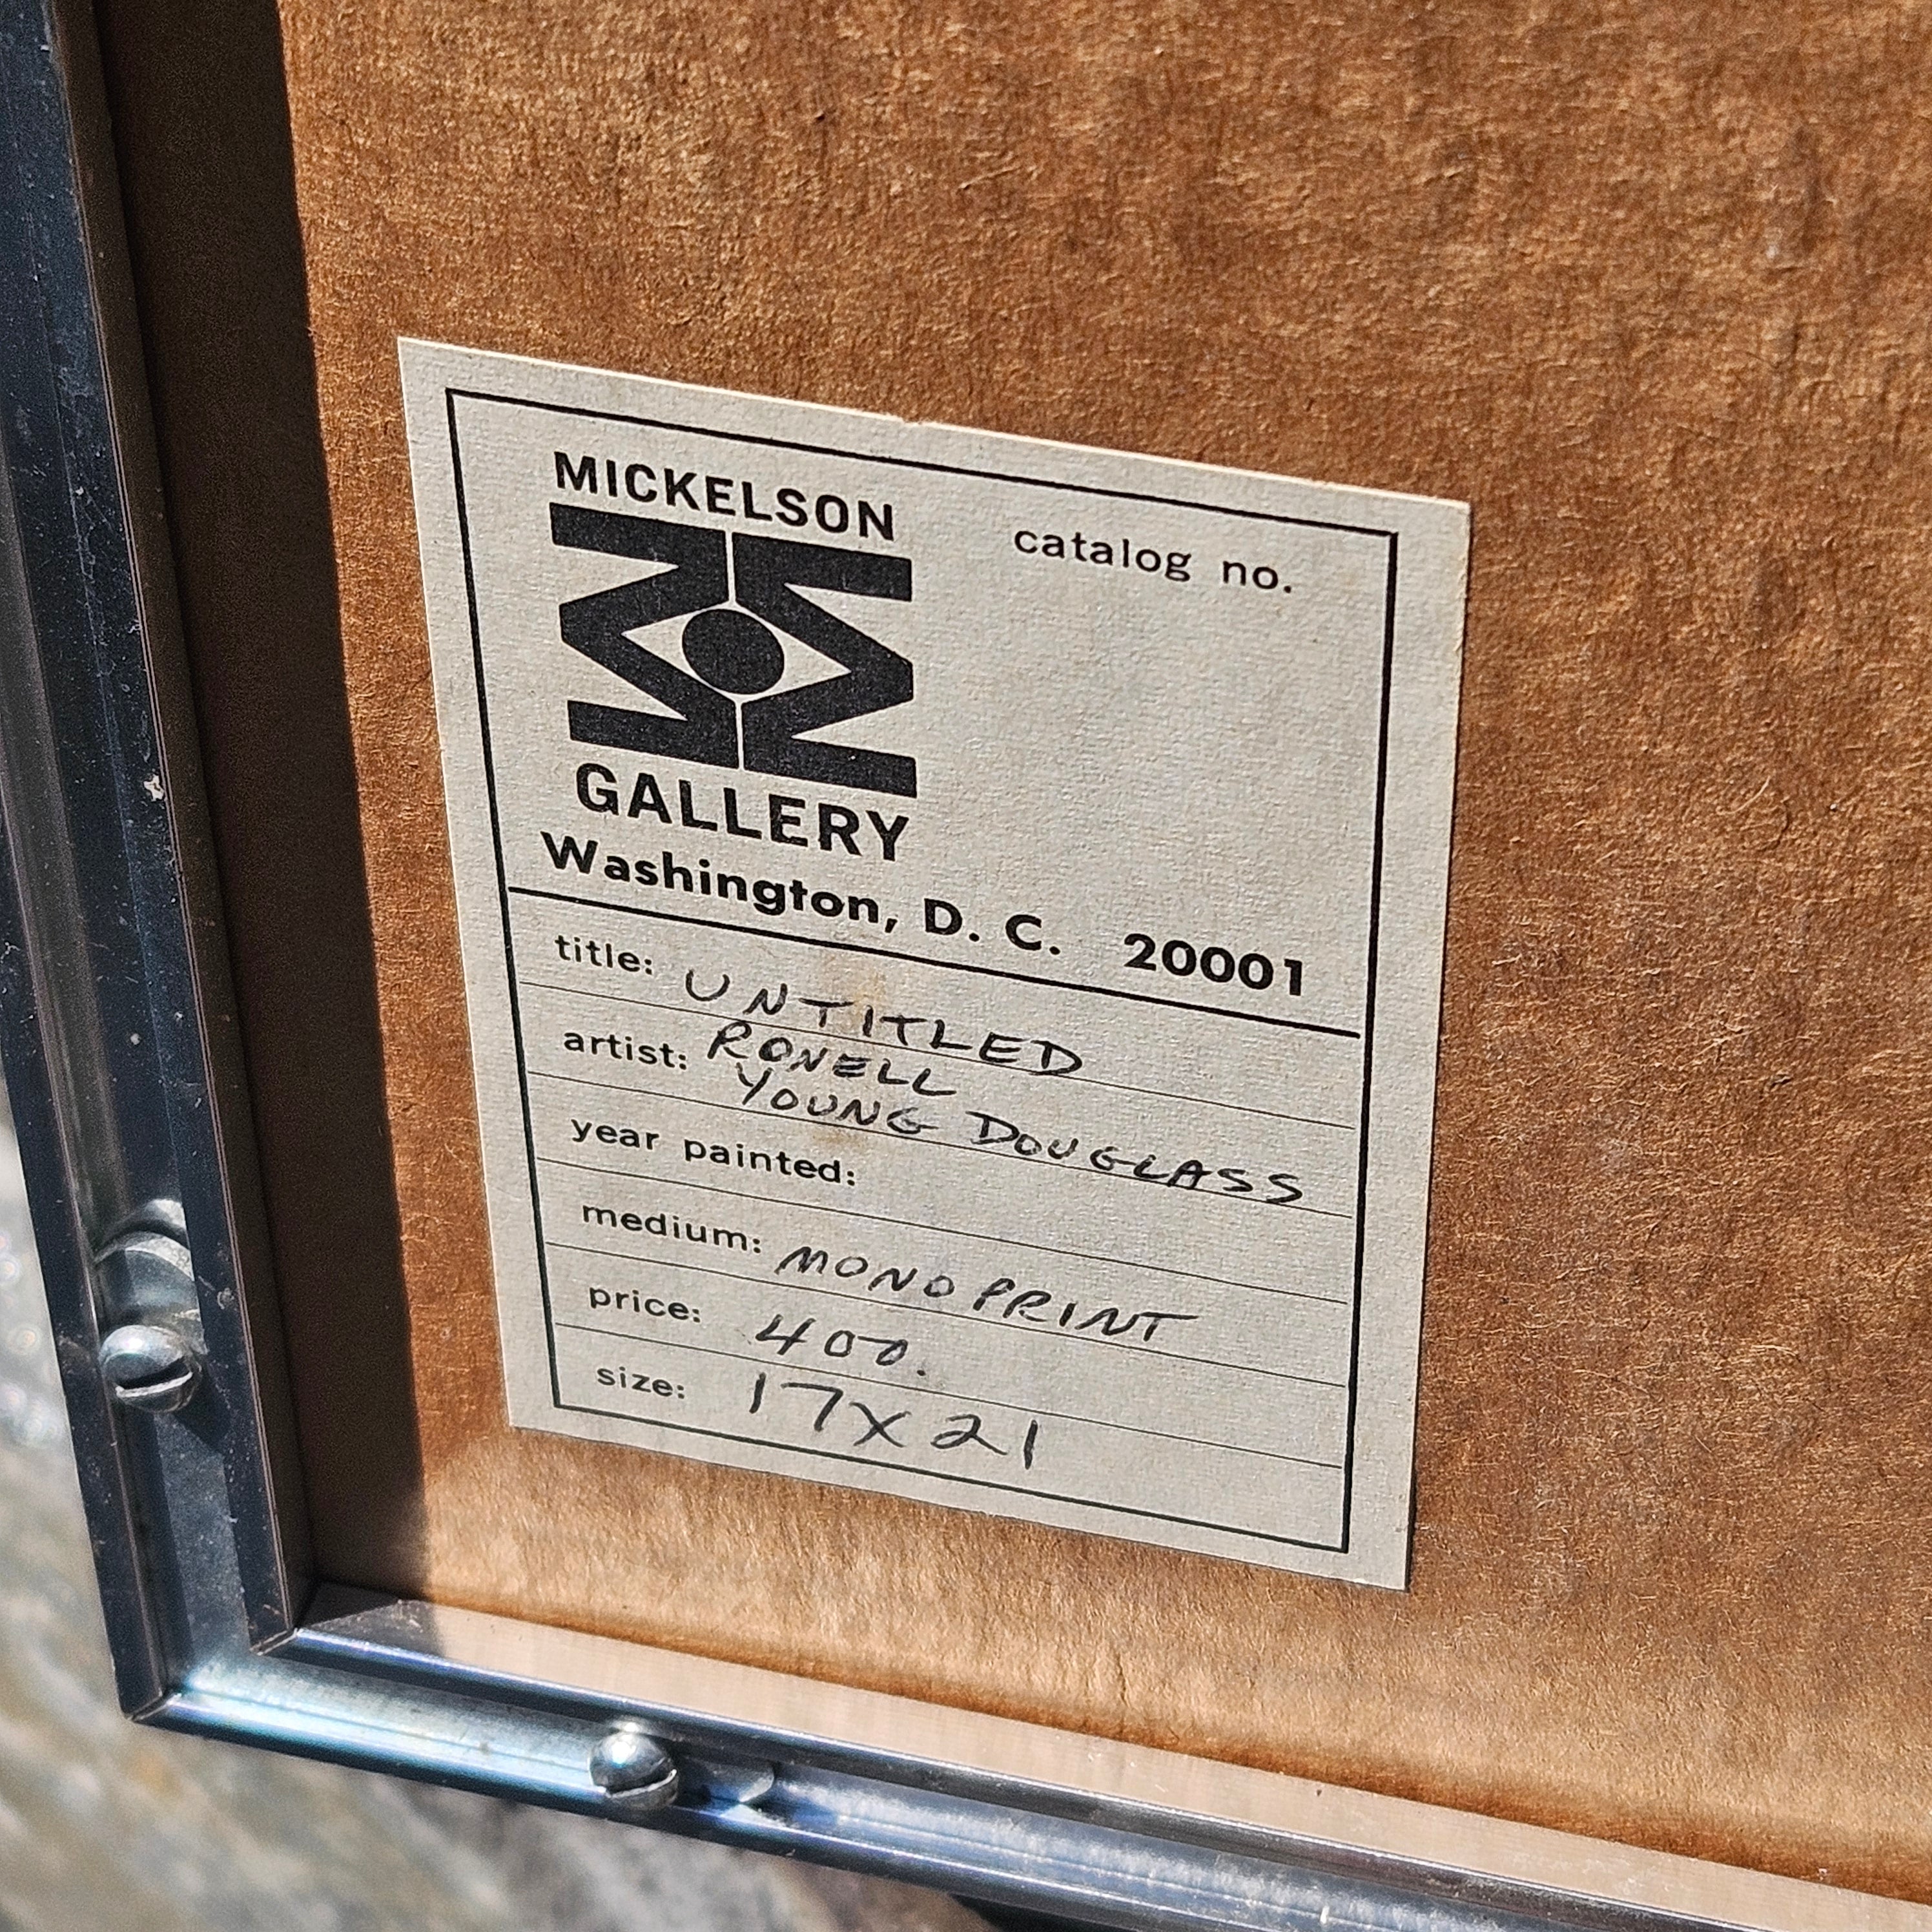 MICKELSON
catalog no.
GALLERY
Washington, D. C. 20001
title: UNTITLED
artist: RONELL
YOUNG DOUGLASS
year painted:
medium: MONOPRINT
price: 400.
size: 17X21